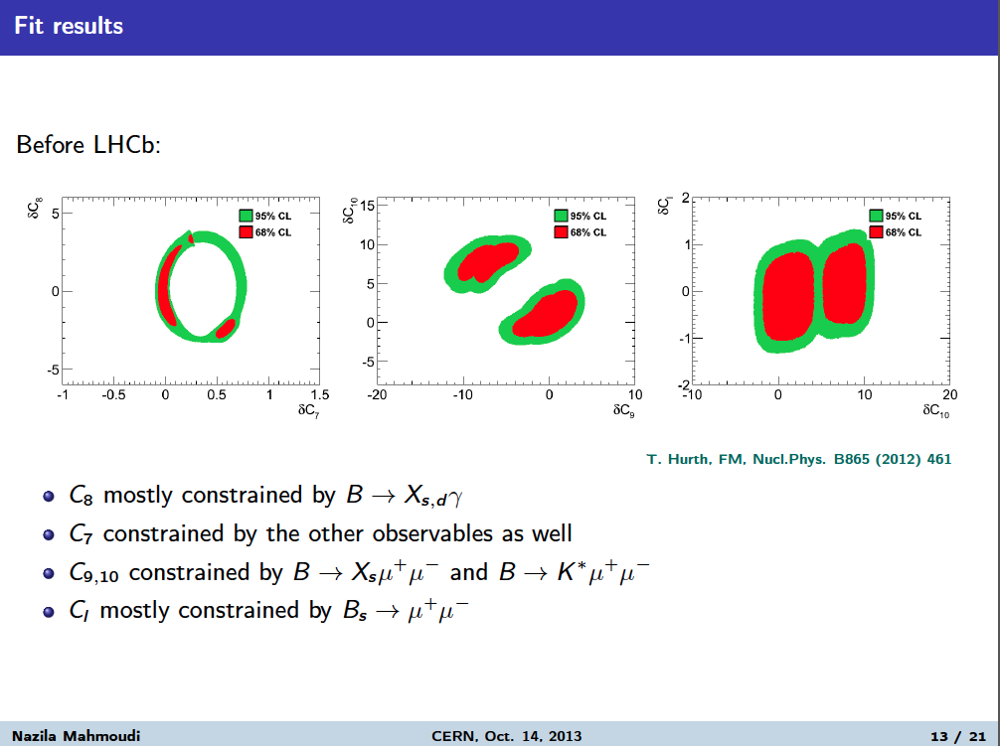 Fit results
Before LHCb:
δC₈
5
0
-5
95% CL
68% CL
-1 -0.5 0 0.5 1 1.5
δC₇
δC₁₀
15
10
5
0
-5
95% CL
68% CL
-20 -10 0 10
δC₉
δCₗ
2
1
0
-1
-2
95% CL
68% CL
-10 0 10 20
δC₁₀
T. Hurth, FM, Nucl.Phys. B865 (2012) 461
C₈ mostly constrained by B → Xₛ,dγ
C₇ constrained by the other observables as well
C₉,₁₀ constrained by B → Xₛμ⁺μ⁻ and B → K*μ⁺μ⁻
Cₗ mostly constrained by Bₛ → μ⁺μ⁻
Nazila Mahmoudi CERN, Oct. 14, 2013 13 / 21